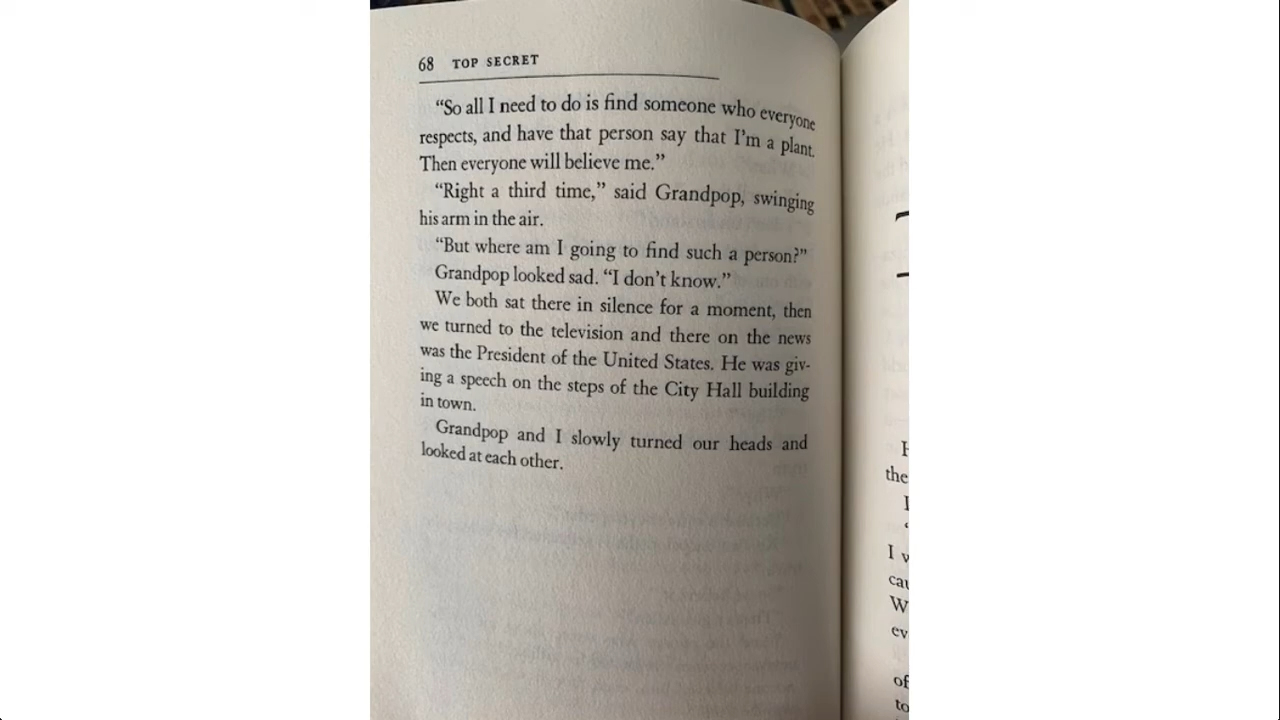 68 TOP SECRET
“So all I need to do is find someone who everyone
respects, and have that person say that I’m a plant.
Then everyone will believe me.”
“Right a third time,” said Grandpop, swinging
his arm in the air.
“But where am I going to find such a person?”
Grandpop looked sad. “I don’t know.”
We both sat there in silence for a moment, then
we turned to the television and there on the news
was the President of the United States. He was giv-
ing a speech on the steps of the City Hall building
in town.
Grandpop and I slowly turned our heads and
looked at each other.
the
I
of
to